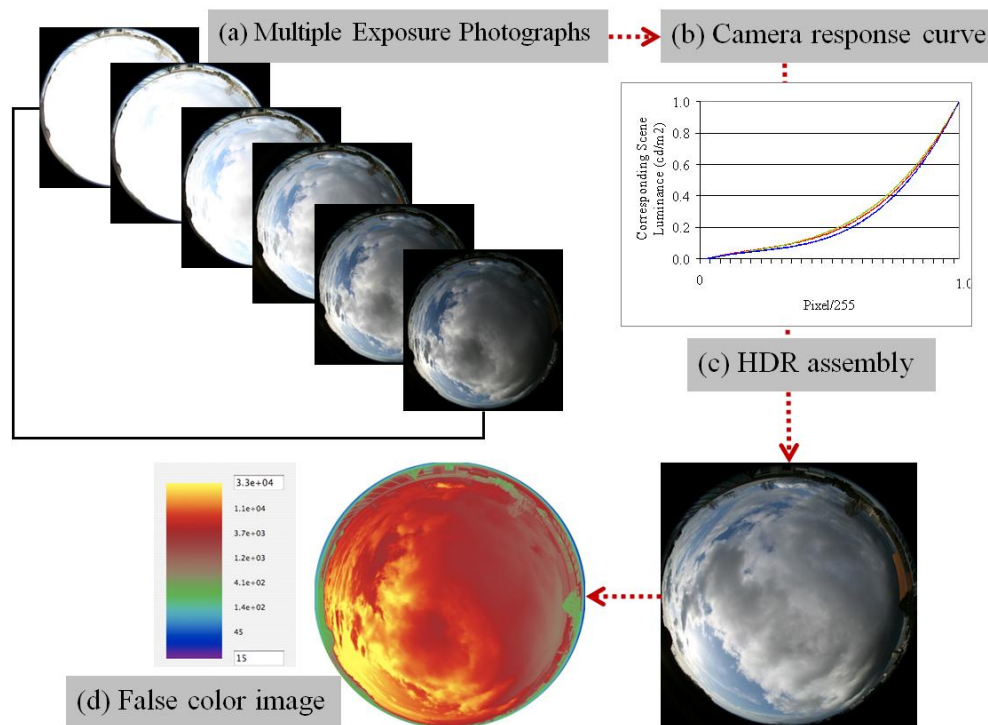 (a) Multiple Exposure Photographs
(b) Camera response curve
Corresponding Scene
Luminance (cd/m2)
1.0
0.8
0.6
0.4
0.2
0.0
0
1.0
Pixel/255
(c) HDR assembly
3.3e+04
1.1e+04
3.7e+03
1.2e+03
4.1e+02
1.4e+02
45
15
(d) False color image